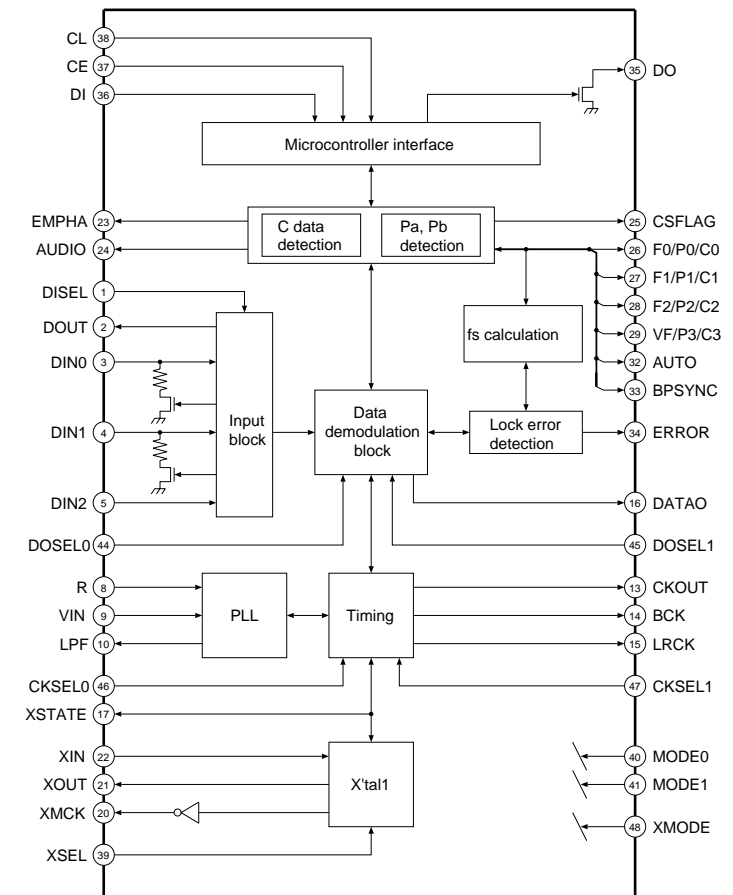 CL 38
CE 37
DI 36
35 DO
Microcontroller interface
EMPHA 23
AUDIO 24
C data
detection
Pa, Pb
detection
25 CSFLAG
26 F0/P0/C0
27 F1/P1/C1
28 F2/P2/C2
29 VF/P3/C3
32 AUTO
33 BPSYNC
34 ERROR
DISEL 1
DOUT 2
DIN0 3
DIN1 4
DIN2 5
DOSEL0 44
Input
block
Data
demodulation
block
fs calculation
Lock error
detection
16 DATAO
45 DOSEL1
R 8
VIN 9
LPF 10
PLL
Timing
13 CKOUT
14 BCK
15 LRCK
CKSEL0 46
47 CKSEL1
XSTATE 17
XIN 22
XOUT 21
XMCK 20
XSEL 39
X'tal1
40 MODE0
41 MODE1
48 XMODE